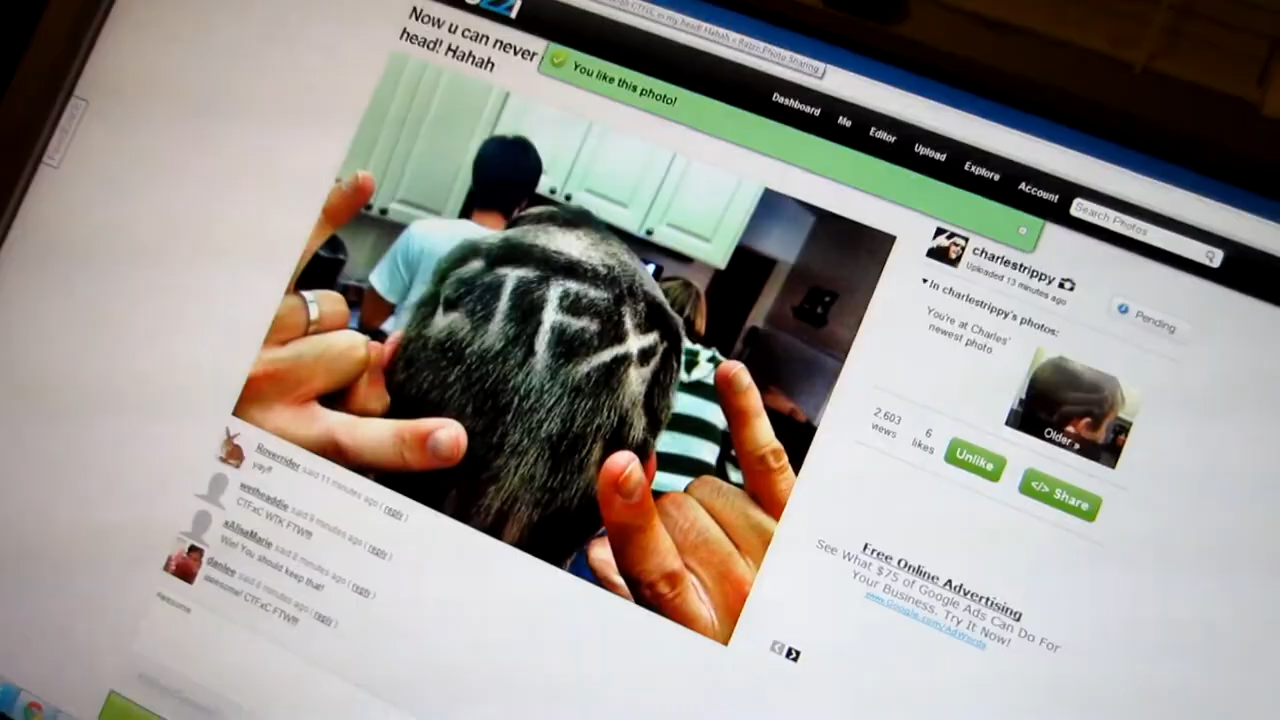 Now u can never
head! Hahah
You like this photo!
Dashboard
Me
Editor
Upload
Explore
Account
Search Photos
charlestrippy
Uploaded 13 minutes ago
In charlestrippy's photos:
You're at Charles'
newest photo
Pending
Older »
2,603
views
6
likes
Unlike
</> Share
CTFx
Roverrider said 11 minutes ago ( reply )
yay!!
said 9 minutes ago ( reply )
CTFxC WTK FTW!!!
xAlisaMarie said 8 minutes ago ( reply )
Win! You should keep that!
danlee said 6 minutes ago ( reply )
awesome! CTFxC FTW!!!
Free Online Advertising
See What $75 of Google Ads Can Do For
Your Business. Try It Now!
www.Google.com/AdWords